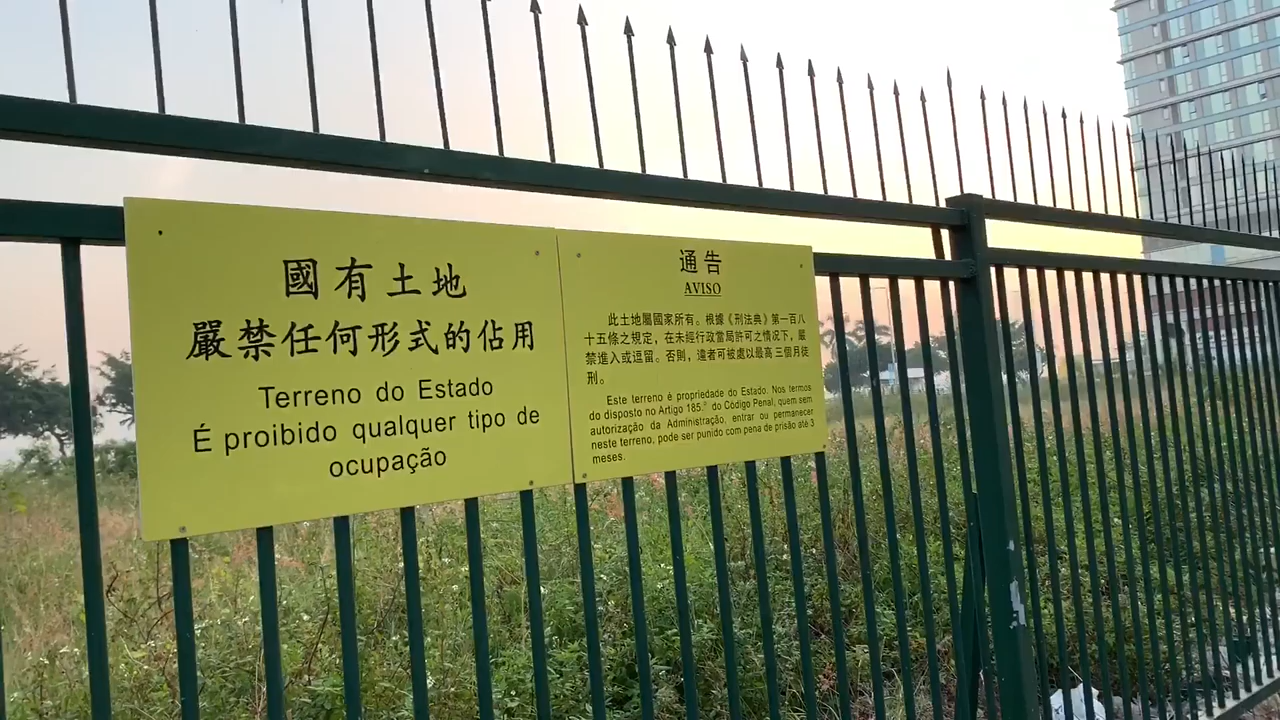 國有土地
嚴禁任何形式的佔用
Terreno do Estado
É proibido qualquer tipo de
ocupação
通告
AVISO
此土地屬國家所有。根據《刑法典》第一百八
十五條之規定，在未經行政當局許可之情況下，嚴
禁進入或逗留。否則，違者可被處以最高三個月徒
刑。
Este terreno é propriedade do Estado. Nos termos
do disposto no Artigo 185.º do Código Penal, quem sem
autorização da Administração, entrar ou permanecer
neste terreno, pode ser punido com pena de prisão até 3
meses.